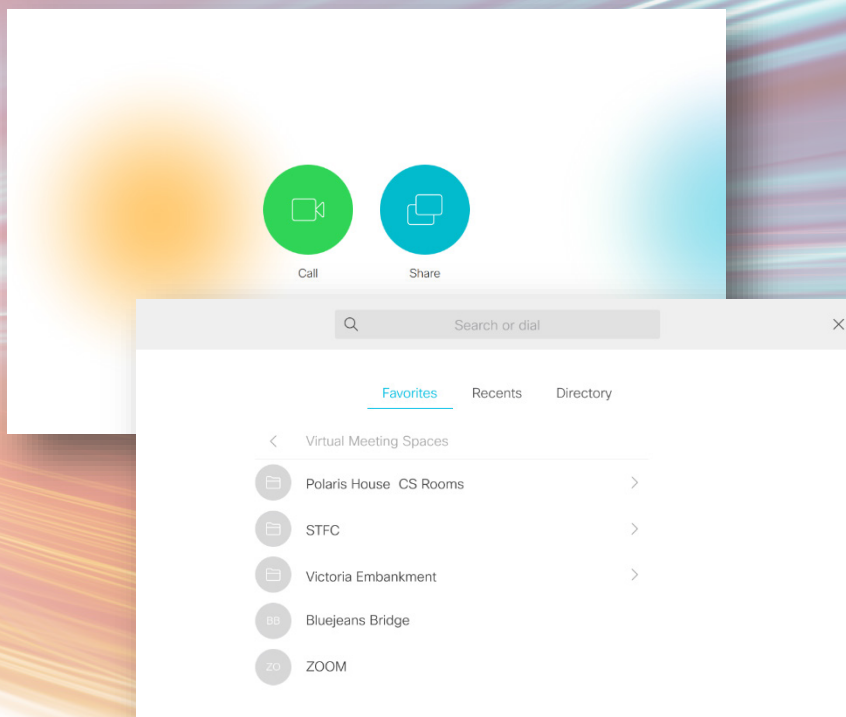 Call
Share
Search or dial
Favorites Recents Directory
Virtual Meeting Spaces
Polaris House CS Rooms
STFC
Victoria Embankment
BB Bluejeans Bridge
ZO ZOOM